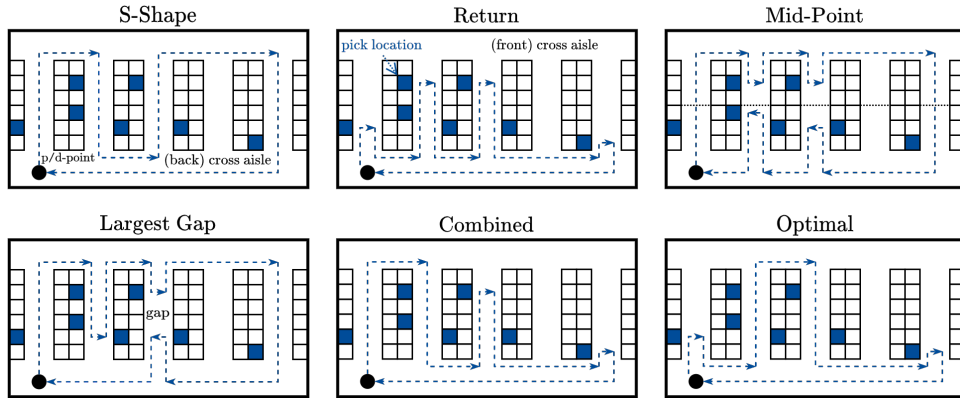 S-Shape
Return
Mid-Point
pick location
(front) cross aisle
p/d-point
(back) cross aisle
Largest Gap
Combined
Optimal
gap